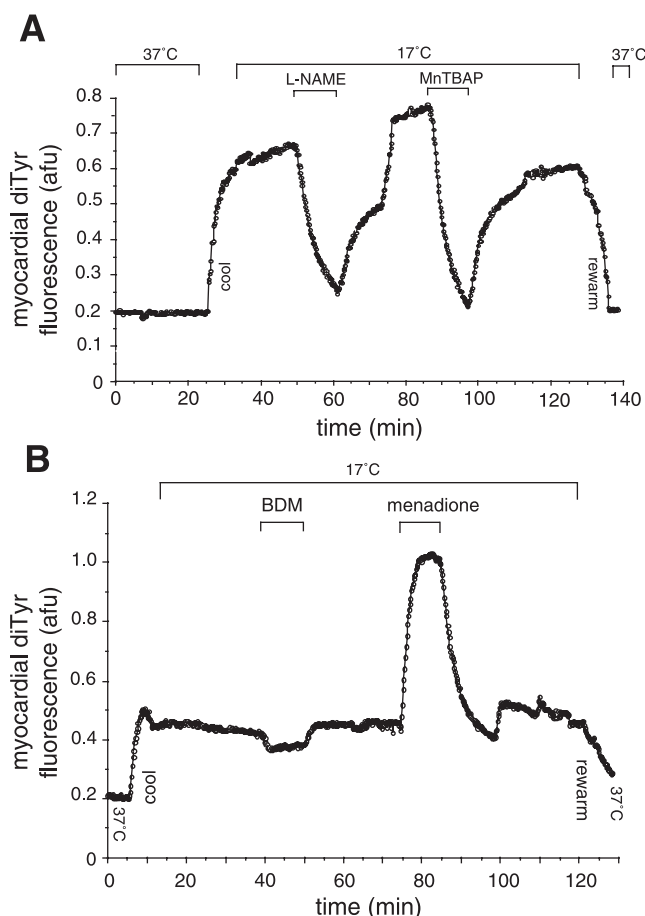 A
37°C
17°C
37°C
L-NAME
MnTBAP
0.8
0.7
0.6
0.5
0.4
0.3
0.2
0.1
0
myocardial diTyr
fluorescence (afu)
cool
rewarm
0
20
40
60
80
100
120
140
time (min)
B
17°C
BDM
menadione
1.2
1.0
0.8
0.6
0.4
0.2
0
myocardial diTyr
fluorescence (afu)
37°C
cool
rewarm
37°C
0
20
40
60
80
100
120
time (min)